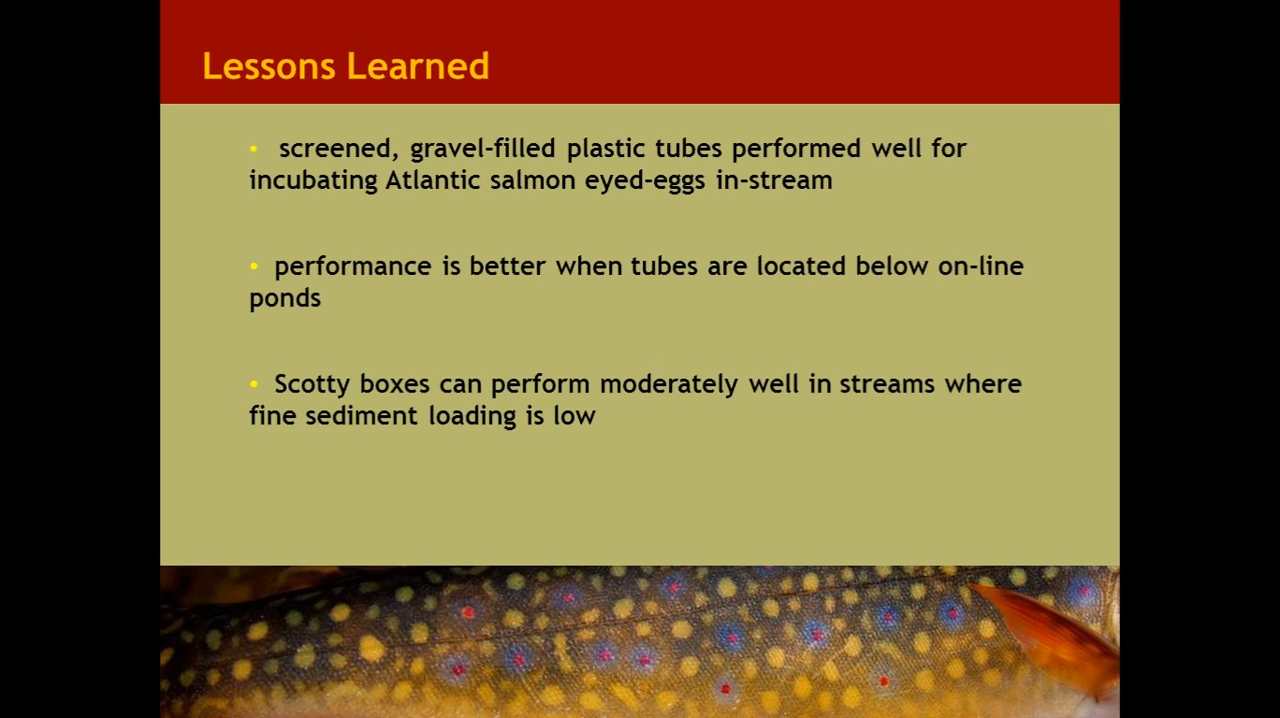 Lessons Learned
• screened, gravel-filled plastic tubes performed well for
incubating Atlantic salmon eyed-eggs in-stream
• performance is better when tubes are located below on-line
ponds
• Scotty boxes can perform moderately well in streams where
fine sediment loading is low